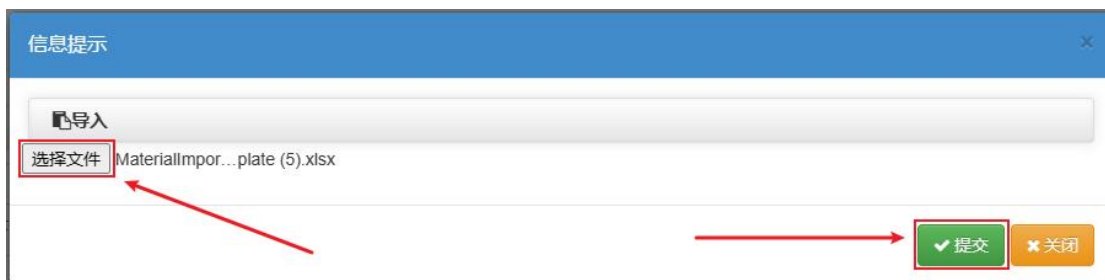 信息提示
导入
选择文件 MaterialImpor...plate (5).xlsx
提交 关闭